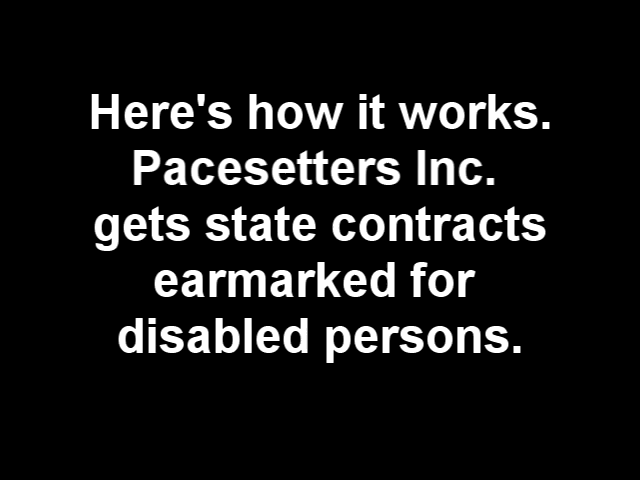 Here's how it works.
Pacesetters Inc.
gets state contracts
earmarked for
disabled persons.